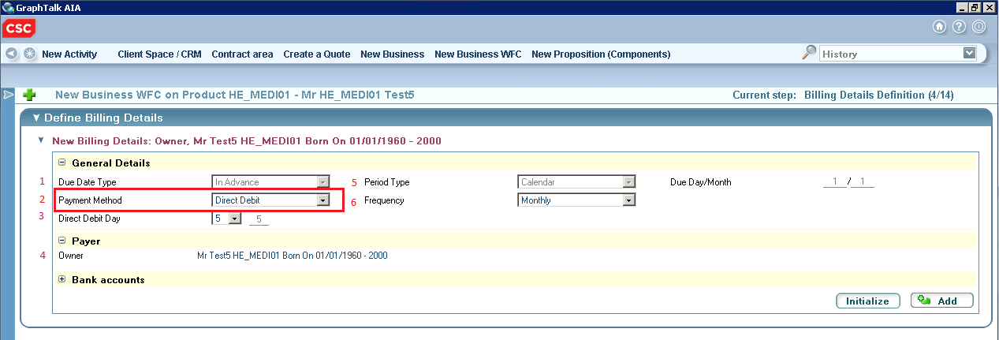 GraphTalk AIA
CSC
New Activity Client Space / CRM Contract area Create a Quote New Business New Business WFC New Proposition (Components) History
New Business WFC on Product HE_MEDI01 - Mr HE_MEDI01 Test5 Current step: Billing Details Definition (4/14)
Define Billing Details
New Billing Details: Owner, Mr Test5 HE_MEDI01 Born On 01/01/1960 - 2000
General Details
1 Due Date Type In Advance 5 Period Type Calendar Due Day/Month 1 / 1
2 Payment Method Direct Debit 6 Frequency Monthly
3 Direct Debit Day 5 5
Payer
4 Owner Mr Test5 HE_MEDI01 Born On 01/01/1960 - 2000
Bank accounts
Initialize Add